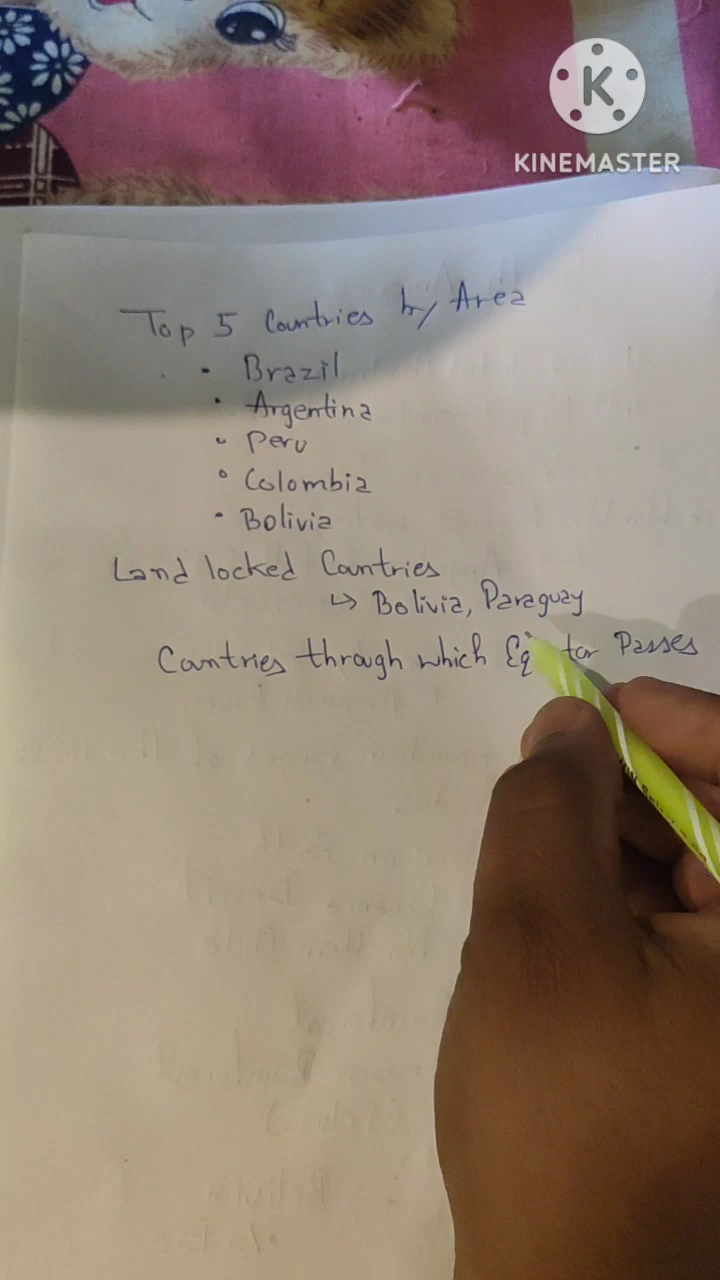 KINEMASTER
Top 5 Countries by Area
• Brazil
• Argentina
• Peru
• Colombia
• Bolivia
Land locked Countries
↳ Bolivia, Paraguay
Countries through which Passes